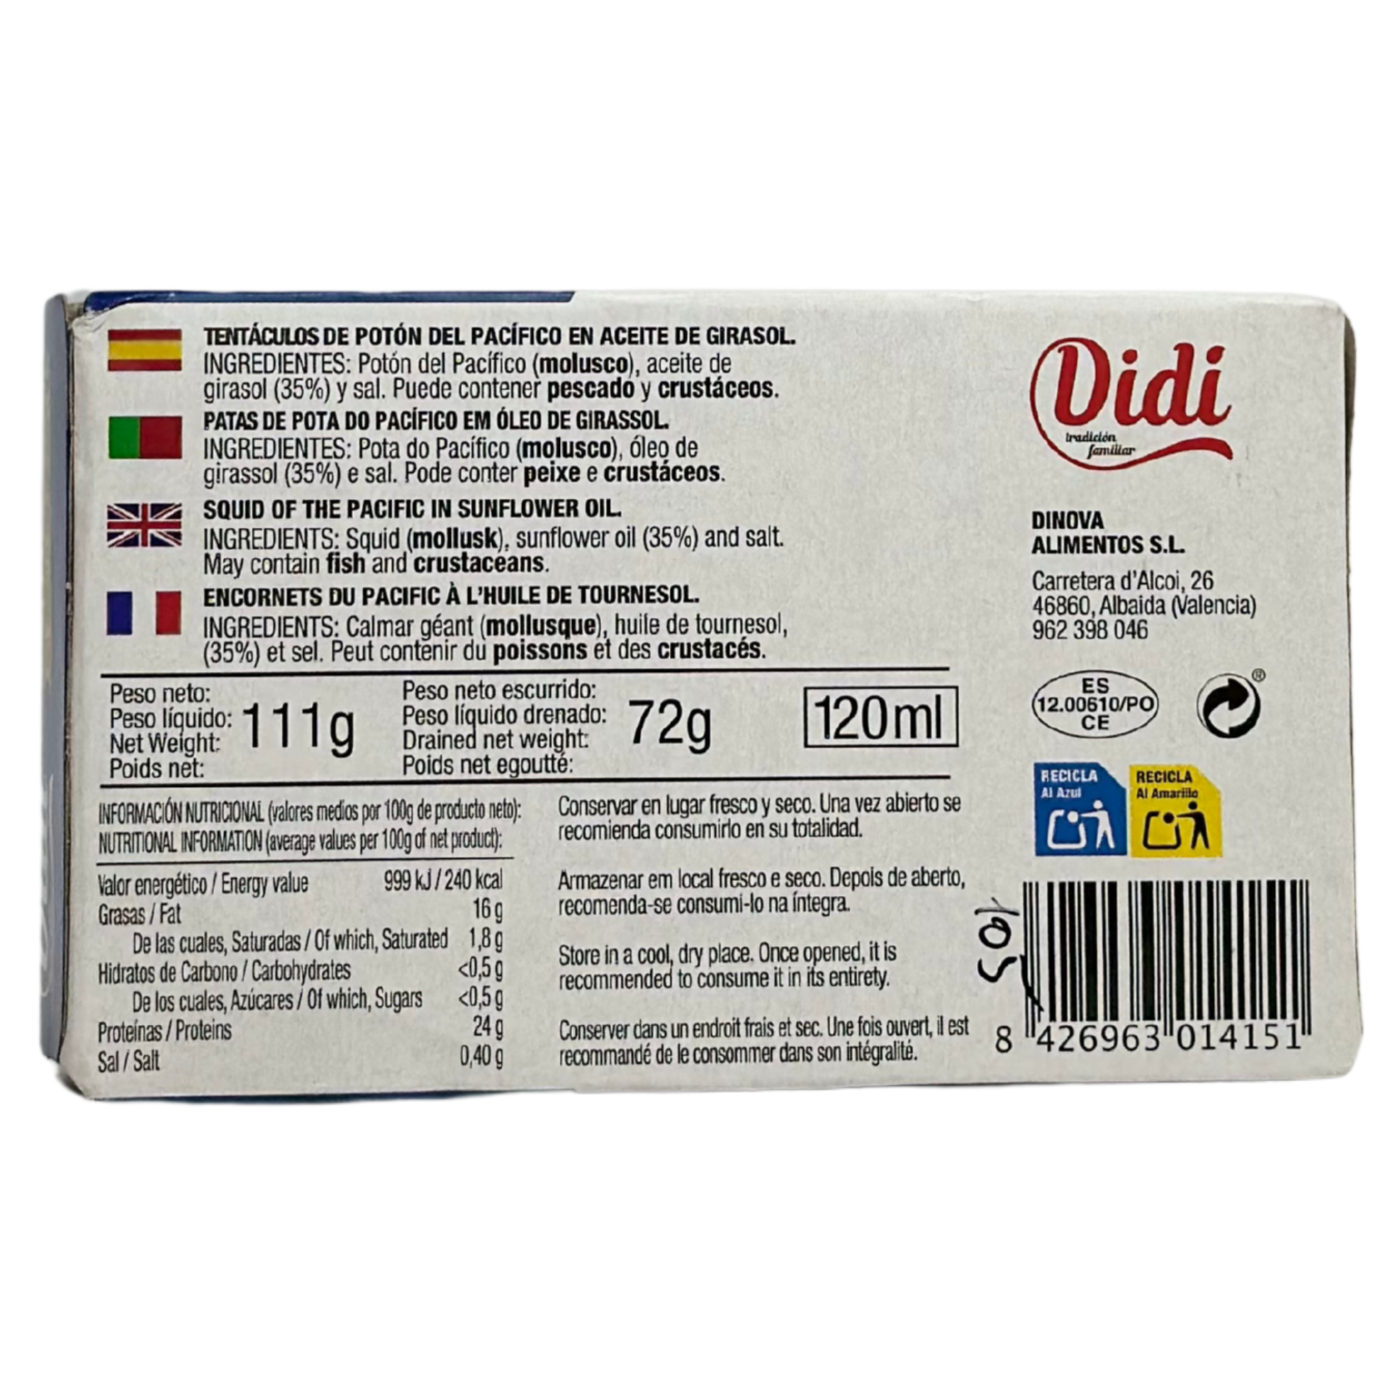 TENTÁCULOS DE POTÓN DEL PACÍFICO EN ACEITE DE GIRASOL.
INGREDIENTES: Potón del Pacífico (molusco), aceite de
girasol (35%) y sal. Puede contener pescado y crustáceos.
PATAS DE POTA DO PACÍFICO EM ÓLEO DE GIRASSOL.
INGREDIENTES: Pota do Pacífico (molusco), óleo de
girassol (35%) e sal. Pode conter peixe e crustáceos.
SQUID OF THE PACIFIC IN SUNFLOWER OIL.
INGREDIENTS: Squid (mollusk), sunflower oil (35%) and salt.
May contain fish and crustaceans.
ENCORNETS DU PACIFIC À L'HUILE DE TOURNESOL.
INGREDIENTS: Calmar géant (mollusque), huile de tournesol,
(35%) et sel. Peut contenir du poissons et des crustacés.
Peso neto:
Peso líquido:
Net Weight:
Poids net:
111g
Peso neto escurrido:
Peso líquido drenado:
Drained net weight:
Poids net egoutté:
72g
120ml
INFORMACIÓN NUTRICIONAL (valores medios por 100g de producto neto):
NUTRITIONAL INFORMATION (average values per 100g of net product):
Valor energético / Energy value 999 kJ / 240 kcal
Grasas / Fat 16 g
De las cuales, Saturadas / Of which, Saturated 1,8 g
Hidratos de Carbono / Carbohydrates <0,5 g
De los cuales, Azúcares / Of which, Sugars <0,5 g
Proteínas / Proteins 24 g
Sal / Salt 0,40 g
Conservar en lugar fresco y seco. Una vez abierto se
recomienda consumirlo en su totalidad.
Armazenar em local fresco e seco. Depois de aberto,
recomenda-se consumi-lo na íntegra.
Store in a cool, dry place. Once opened, it is
recommended to consume it in its entirety.
Conserver dans un endroit frais et sec. Une fois ouvert, il est
recommandé de le consommer dans son intégralité.
Didi
tradición
familiar
DINOVA
ALIMENTOS S.L.
Carretera d'Alcoi, 26
46860, Albaida (Valencia)
962 398 046
ES
12.00610/PO
CE
®
RECICLA
Al Azul
RECICLA
Al Amarillo
8 426963 014151